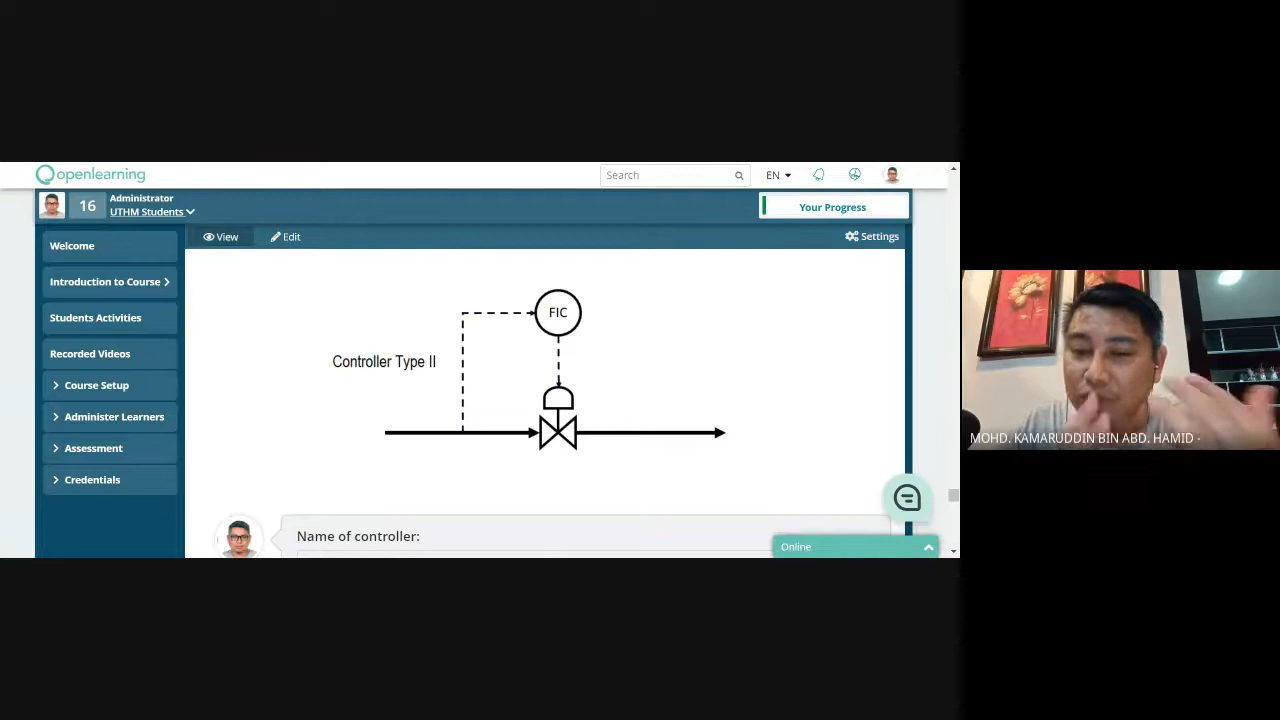 openlearning
Search
EN
16
Administrator
UTHM Students
Your Progress
View
Edit
Settings
Welcome
Introduction to Course
Students Activities
Recorded Videos
Course Setup
Administer Learners
Assessment
Credentials
FIC
Controller Type II
Name of controller:
Online
MOHD. KAMARUDDIN BIN ABD. HAMID -